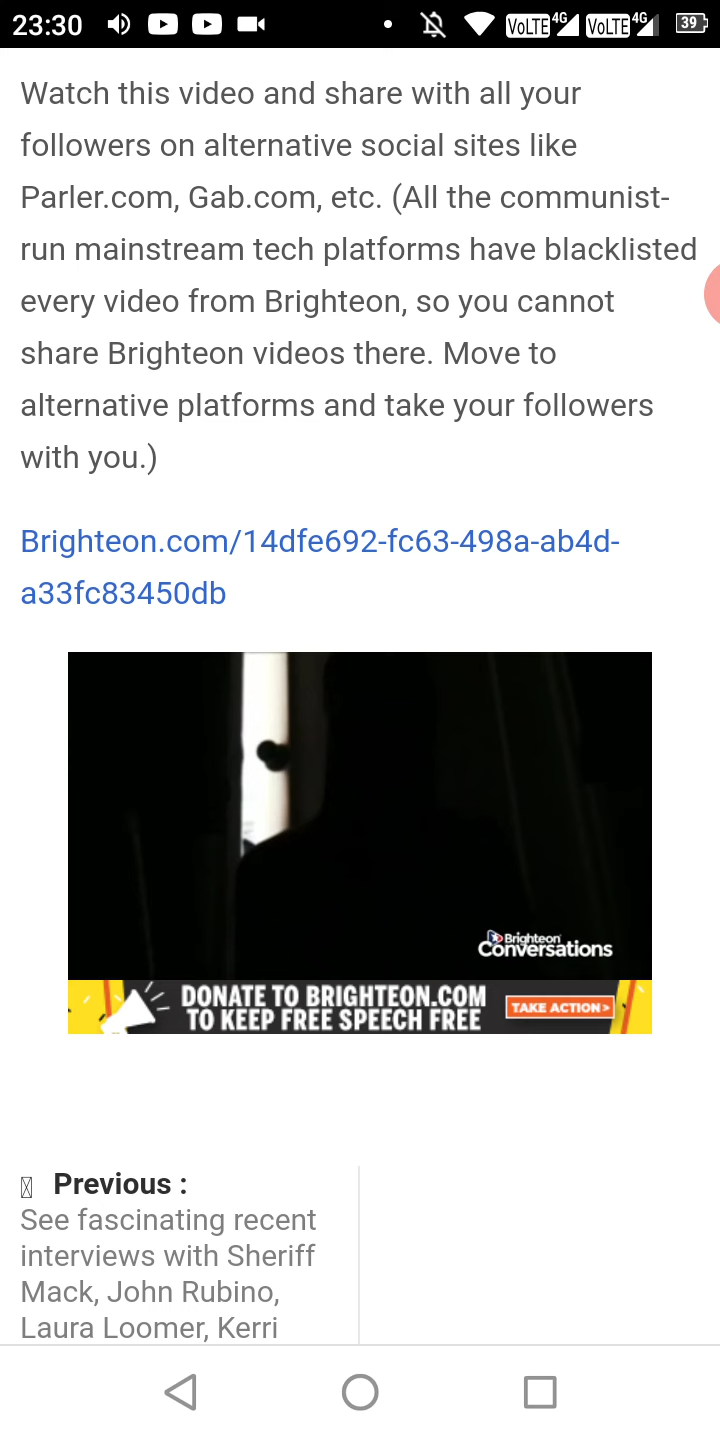 23:30
VoLTE 4G VoLTE 4G 39
Watch this video and share with all your
followers on alternative social sites like
Parler.com, Gab.com, etc. (All the communist-
run mainstream tech platforms have blacklisted
every video from Brighteon, so you cannot
share Brighteon videos there. Move to
alternative platforms and take your followers
with you.)
Brighteon.com/14dfe692-fc63-498a-ab4d-
a33fc83450db
Brighteon
Conversations
DONATE TO BRIGHTEON.COM
TO KEEP FREE SPEECH FREE
TAKE ACTION>
Previous :
See fascinating recent
interviews with Sheriff
Mack, John Rubino,
Laura Loomer, Kerri